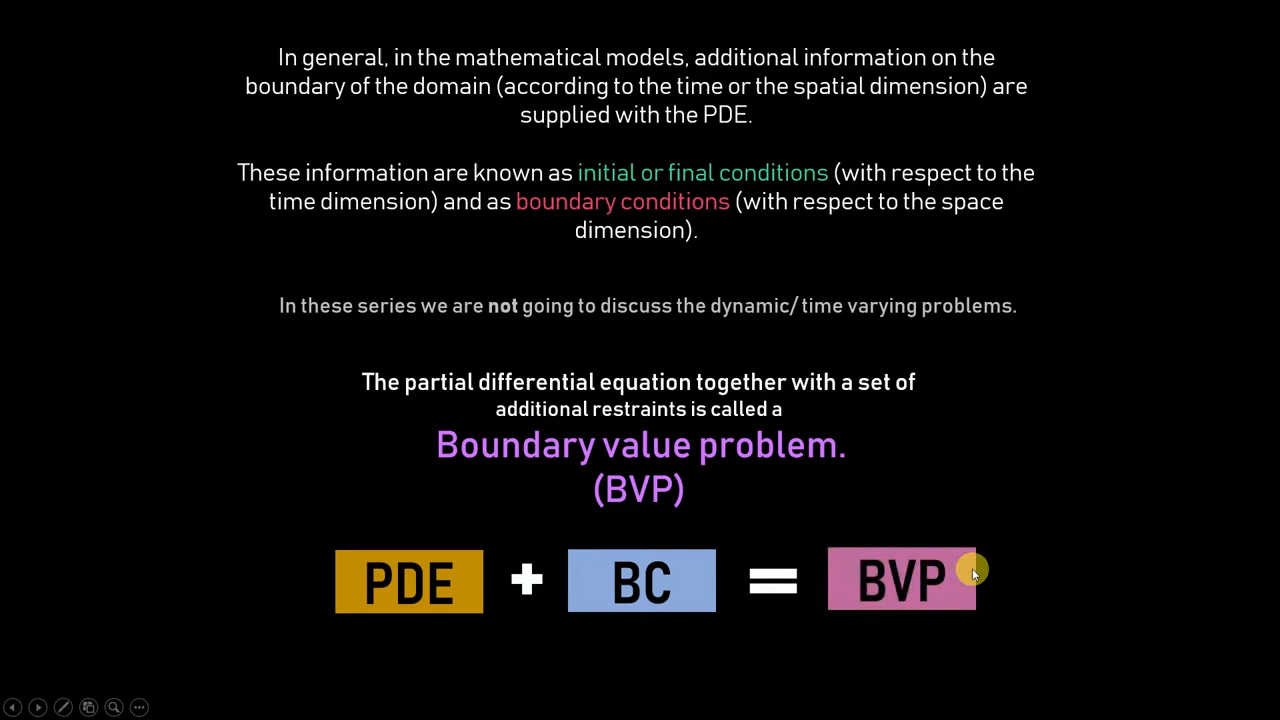 In general, in the mathematical models, additional information on the
boundary of the domain (according to the time or the spatial dimension) are
supplied with the PDE.
These information are known as initial or final conditions (with respect to the
time dimension) and as boundary conditions (with respect to the space
dimension).
In these series we are not going to discuss the dynamic/ time varying problems.
The partial differential equation together with a set of
additional restraints is called a
Boundary value problem.
(BVP)
PDE + BC = BVP